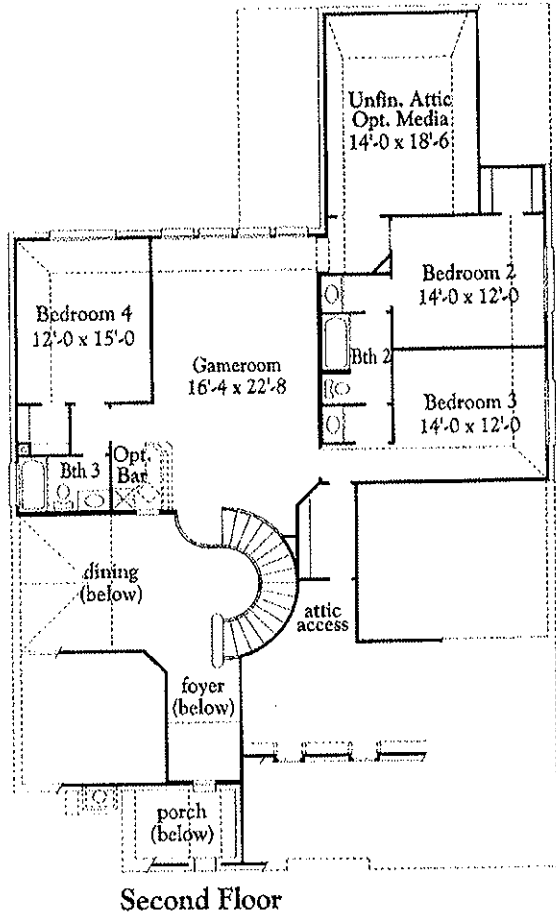 Unfin. Attic
Opt. Media
14'-0 x 18'-6
Bedroom 2
14'-0 x 12'-0
Bedroom 4
12'-0 x 15'-0
Gameroom
16'-4 x 22'-8
Bth 2
Bedroom 3
14'-0 x 12'-0
Bth 3
Opt.
Bar
dining
(below)
attic
access
foyer
(below)
porch
(below)
Second Floor